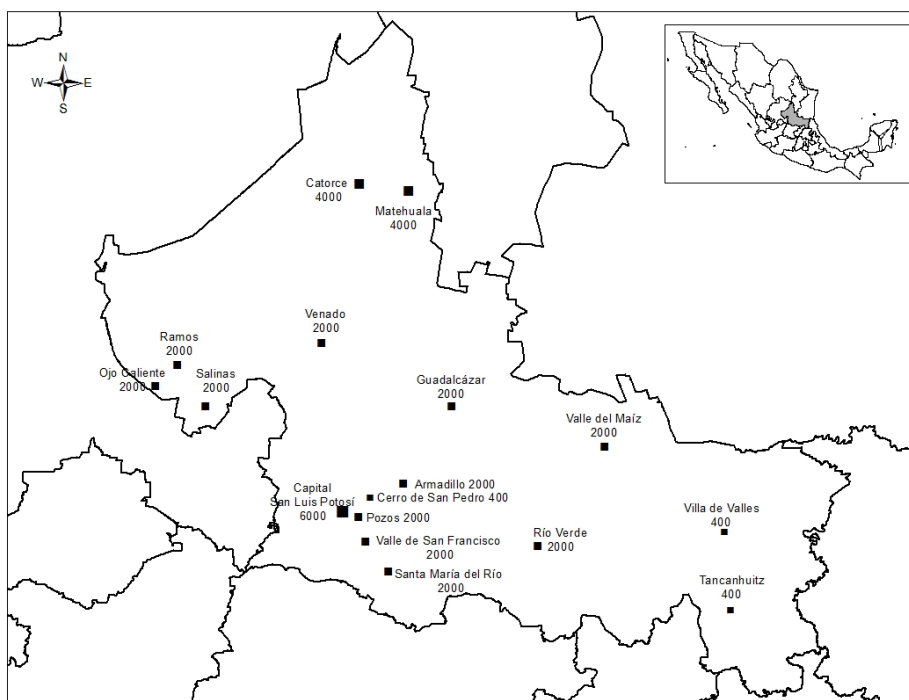 N
W E
S
Catorce
4000
Matehuala
4000
Venado
2000
Ramos
2000
Ojo Caliente
2000
Salinas
2000
Guadalcázar
2000
Valle del Maíz
2000
Armadillo 2000
Cerro de San Pedro 400
Capital
San Luis Potosí
6000
Pozos 2000
Valle de San Francisco
2000
Santa María del Río
2000
Río Verde
2000
Villa de Valles
400
Tancanhuitz
400